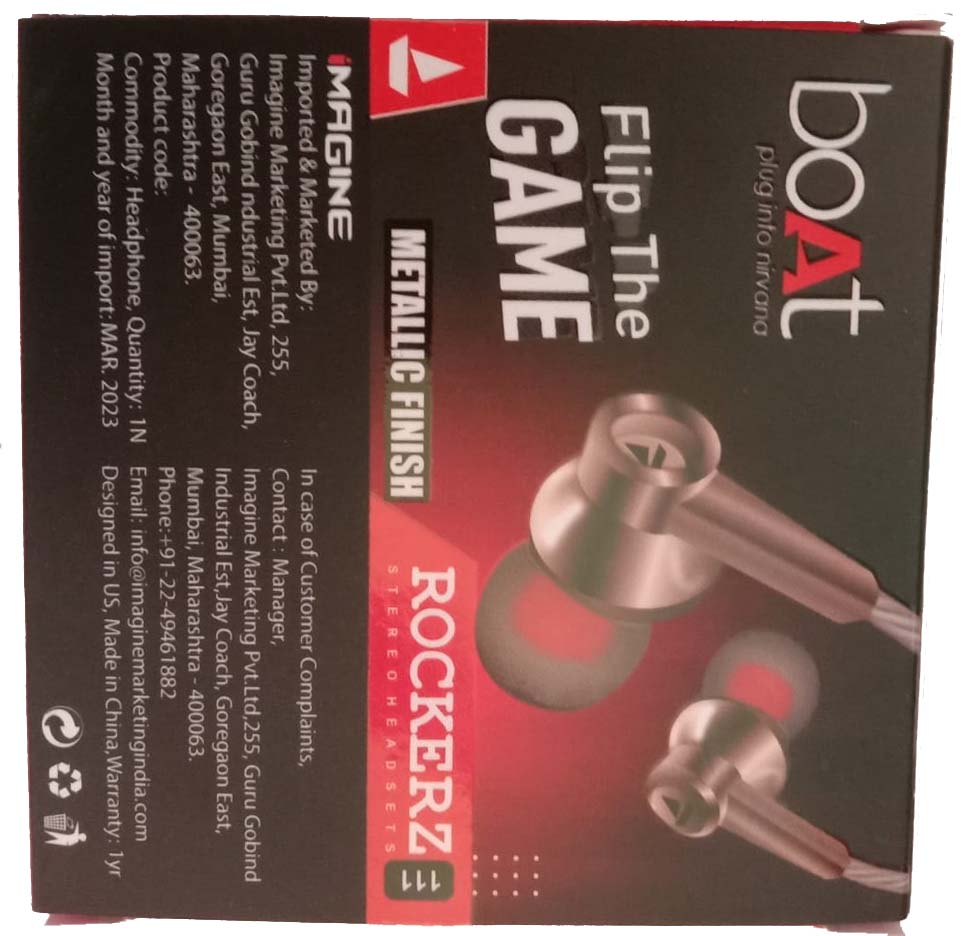 boAt
plug into nirvana
Flip The
GAME
METALLIC FINISH
ROCKERZ 111
STEREO HEADSETS
iMAGINE
Imported & Marketed By:
Imagine Marketing Pvt.Ltd, 255,
Guru Gobind ndustrial Est, Jay Coach,
Goregaon East, Mumbai,
Maharashtra - 400063.
Product code:
Commodity: Headphone, Quantity: 1N
Month and year of import: MAR. 2023
In case of Customer Complaints,
Contact : Manager,
Imagine Marketing Pvt.Ltd,255, Guru Gobind
Industrial Est,Jay Coach, Goregaon East,
Mumbai, Maharashtra - 400063.
Phone:+91-22-49461882
Email: info@imaginemarketingindia.com
Designed in US, Made in China,Warranty: 1yr